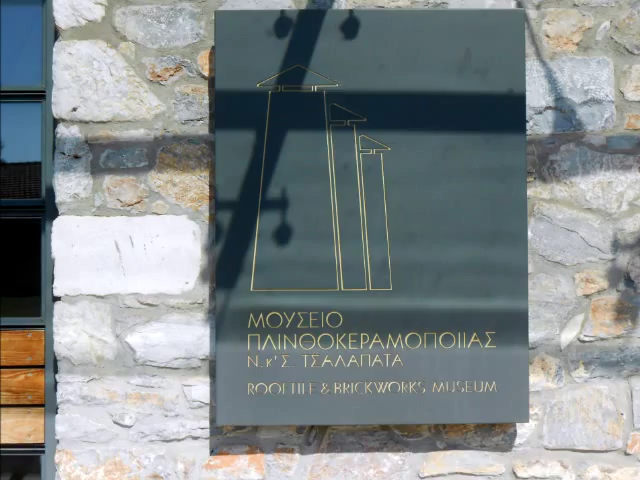 ΜΟΥΣΕΙΟ
ΠΛΙΝΘΟΚΕΡΑΜΟΠΟΙΙΑΣ
Ν. κ' Σ. ΤΣΑΛΑΠΑΤΑ
ROOFTILE & BRICKWORKS MUSEUM